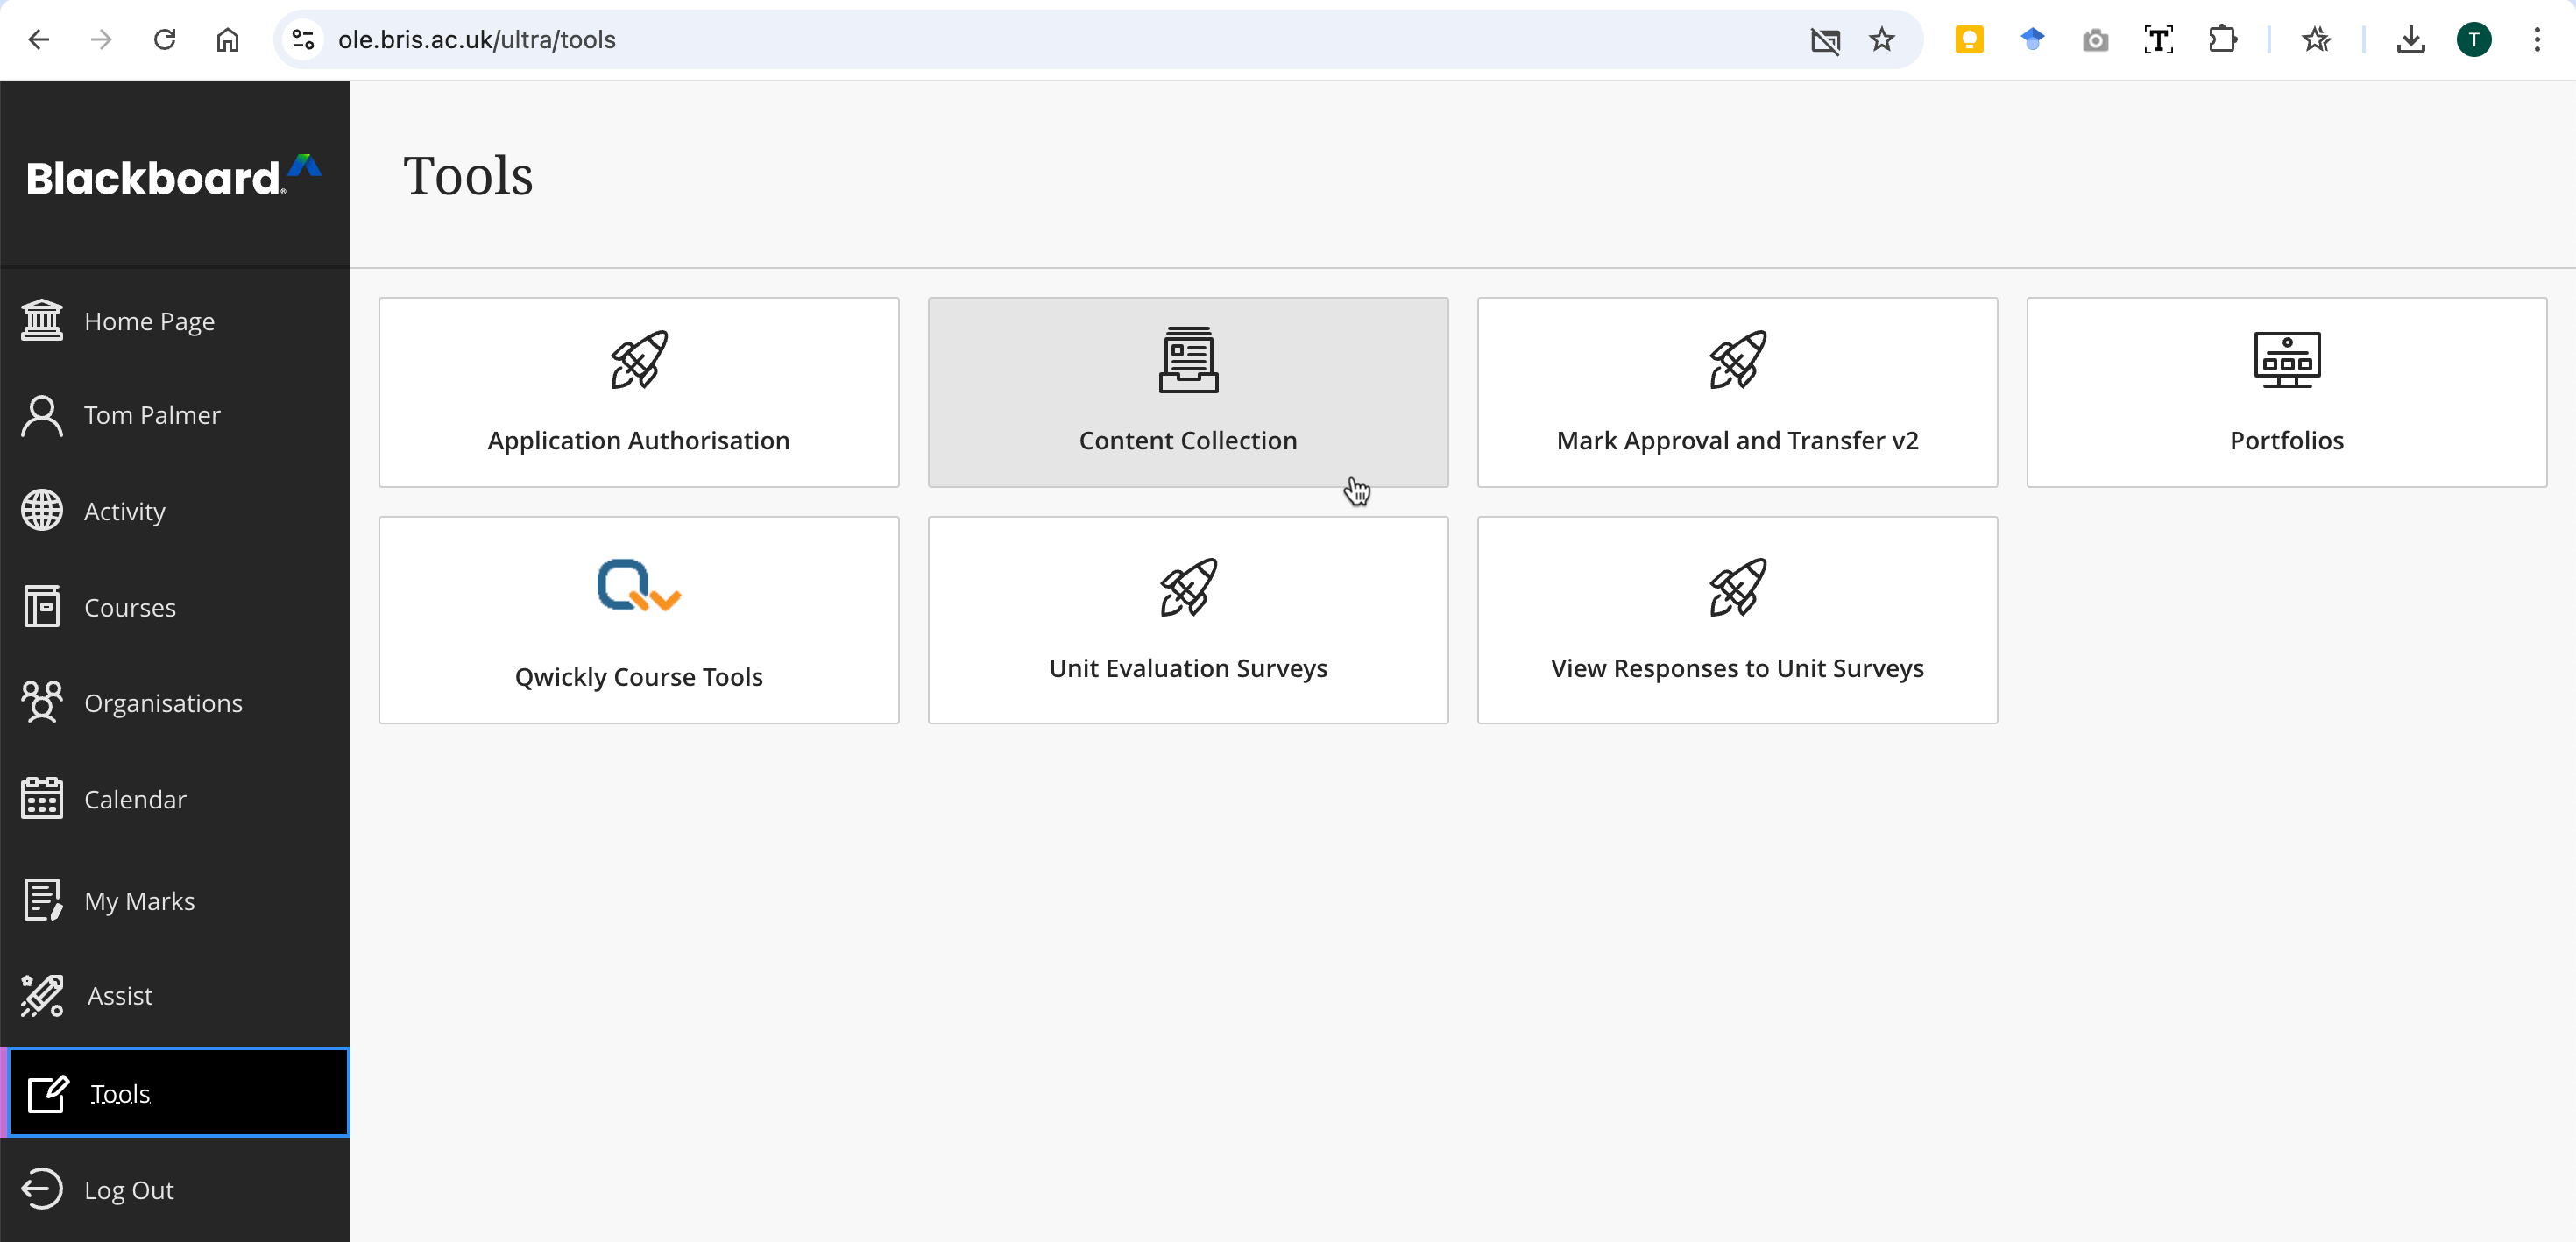 ole.bris.ac.uk/ultra/tools
T
T
Blackboard
Tools
Home Page
Tom Palmer
Activity
Courses
Organisations
Calendar
My Marks
Assist
Tools
Log Out
Application Authorisation
Content Collection
Mark Approval and Transfer v2
Portfolios
Qwickly Course Tools
Unit Evaluation Surveys
View Responses to Unit Surveys